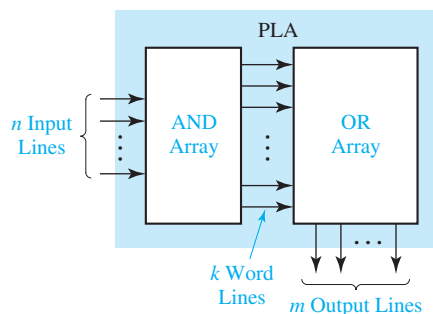 PLA
n Input
Lines
AND
Array
OR
Array
k Word
Lines
m Output Lines